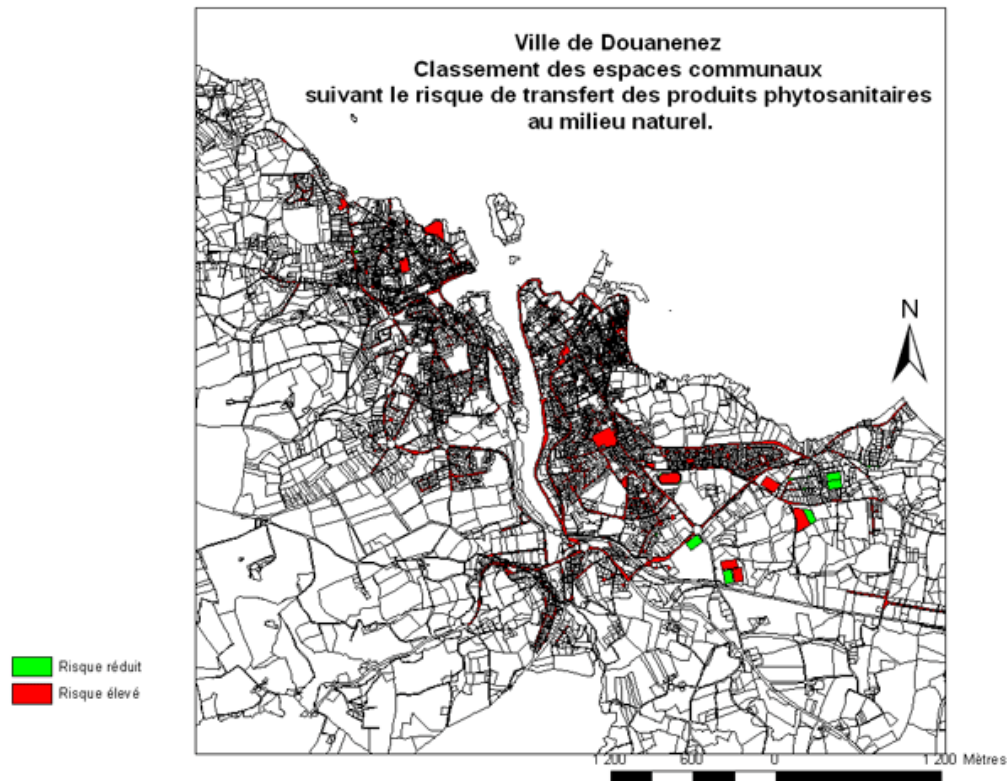 Ville de Douanenez
Classement des espaces communaux
suivant le risque de transfert des produits phytosanitaires
au milieu naturel.
N
Risque réduit
Risque élevé
1 200 600 0 1 200 Mètres